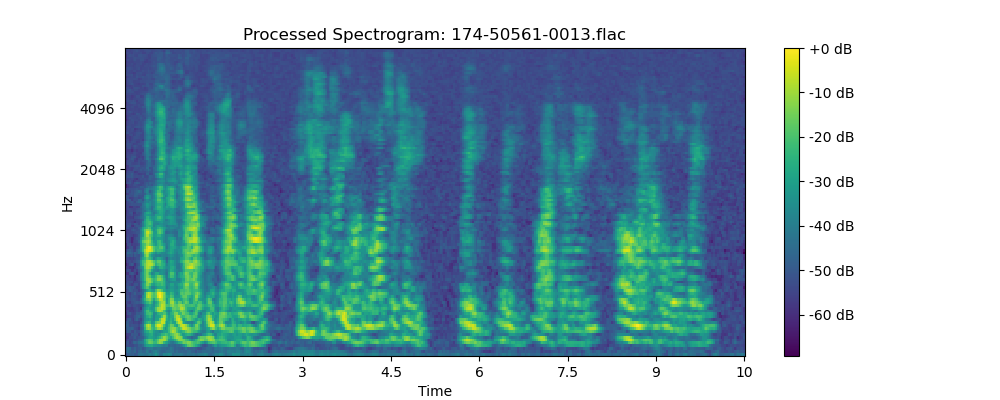 Processed Spectrogram: 174-50561-0013.flac
Hz
4096
2048
1024
512
0
0 1.5 3 4.5 6 7.5 9 10
Time
+0 dB
-10 dB
-20 dB
-30 dB
-40 dB
-50 dB
-60 dB